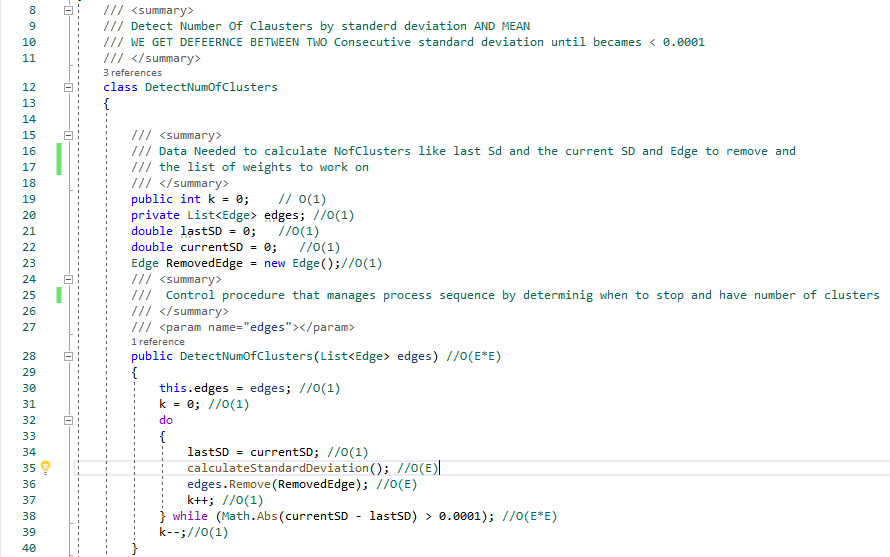 8 /// <summary>
9 /// Detect Number Of Clausters by standerd deviation AND MEAN
10 /// WE GET DEFEERNCE BETWEEN TWO Consecutive standard deviation until becames < 0.0001
11 /// </summary>
3 references
12 class DetectNumOfClusters
13 {
14
15 /// <summary>
16 /// Data Needed to calculate NofClusters like last Sd and the current SD and Edge to remove and
17 /// the list of weights to work on
18 /// </summary>
19 public int k = 0; // O(1)
20 private List<Edge> edges; //O(1)
21 double lastSD = 0; //O(1)
22 double currentSD = 0; //O(1)
23 Edge RemovedEdge = new Edge();//O(1)
24 /// <summary>
25 /// Control procedure that manages process sequence by determinig when to stop and have number of clusters
26 /// </summary>
27 /// <param name="edges"></param>
1 reference
28 public DetectNumOfClusters(List<Edge> edges) //O(E*E)
29 {
30 this.edges = edges; //O(1)
31 k = 0; //O(1)
32 do
33 {
34 lastSD = currentSD; //O(1)
35 calculateStandardDeviation(); //O(E)
36 edges.Remove(RemovedEdge); //O(E)
37 k++; //O(1)
38 } while (Math.Abs(currentSD - lastSD) > 0.0001); //O(E*E)
39 k--;//O(1)
40 }